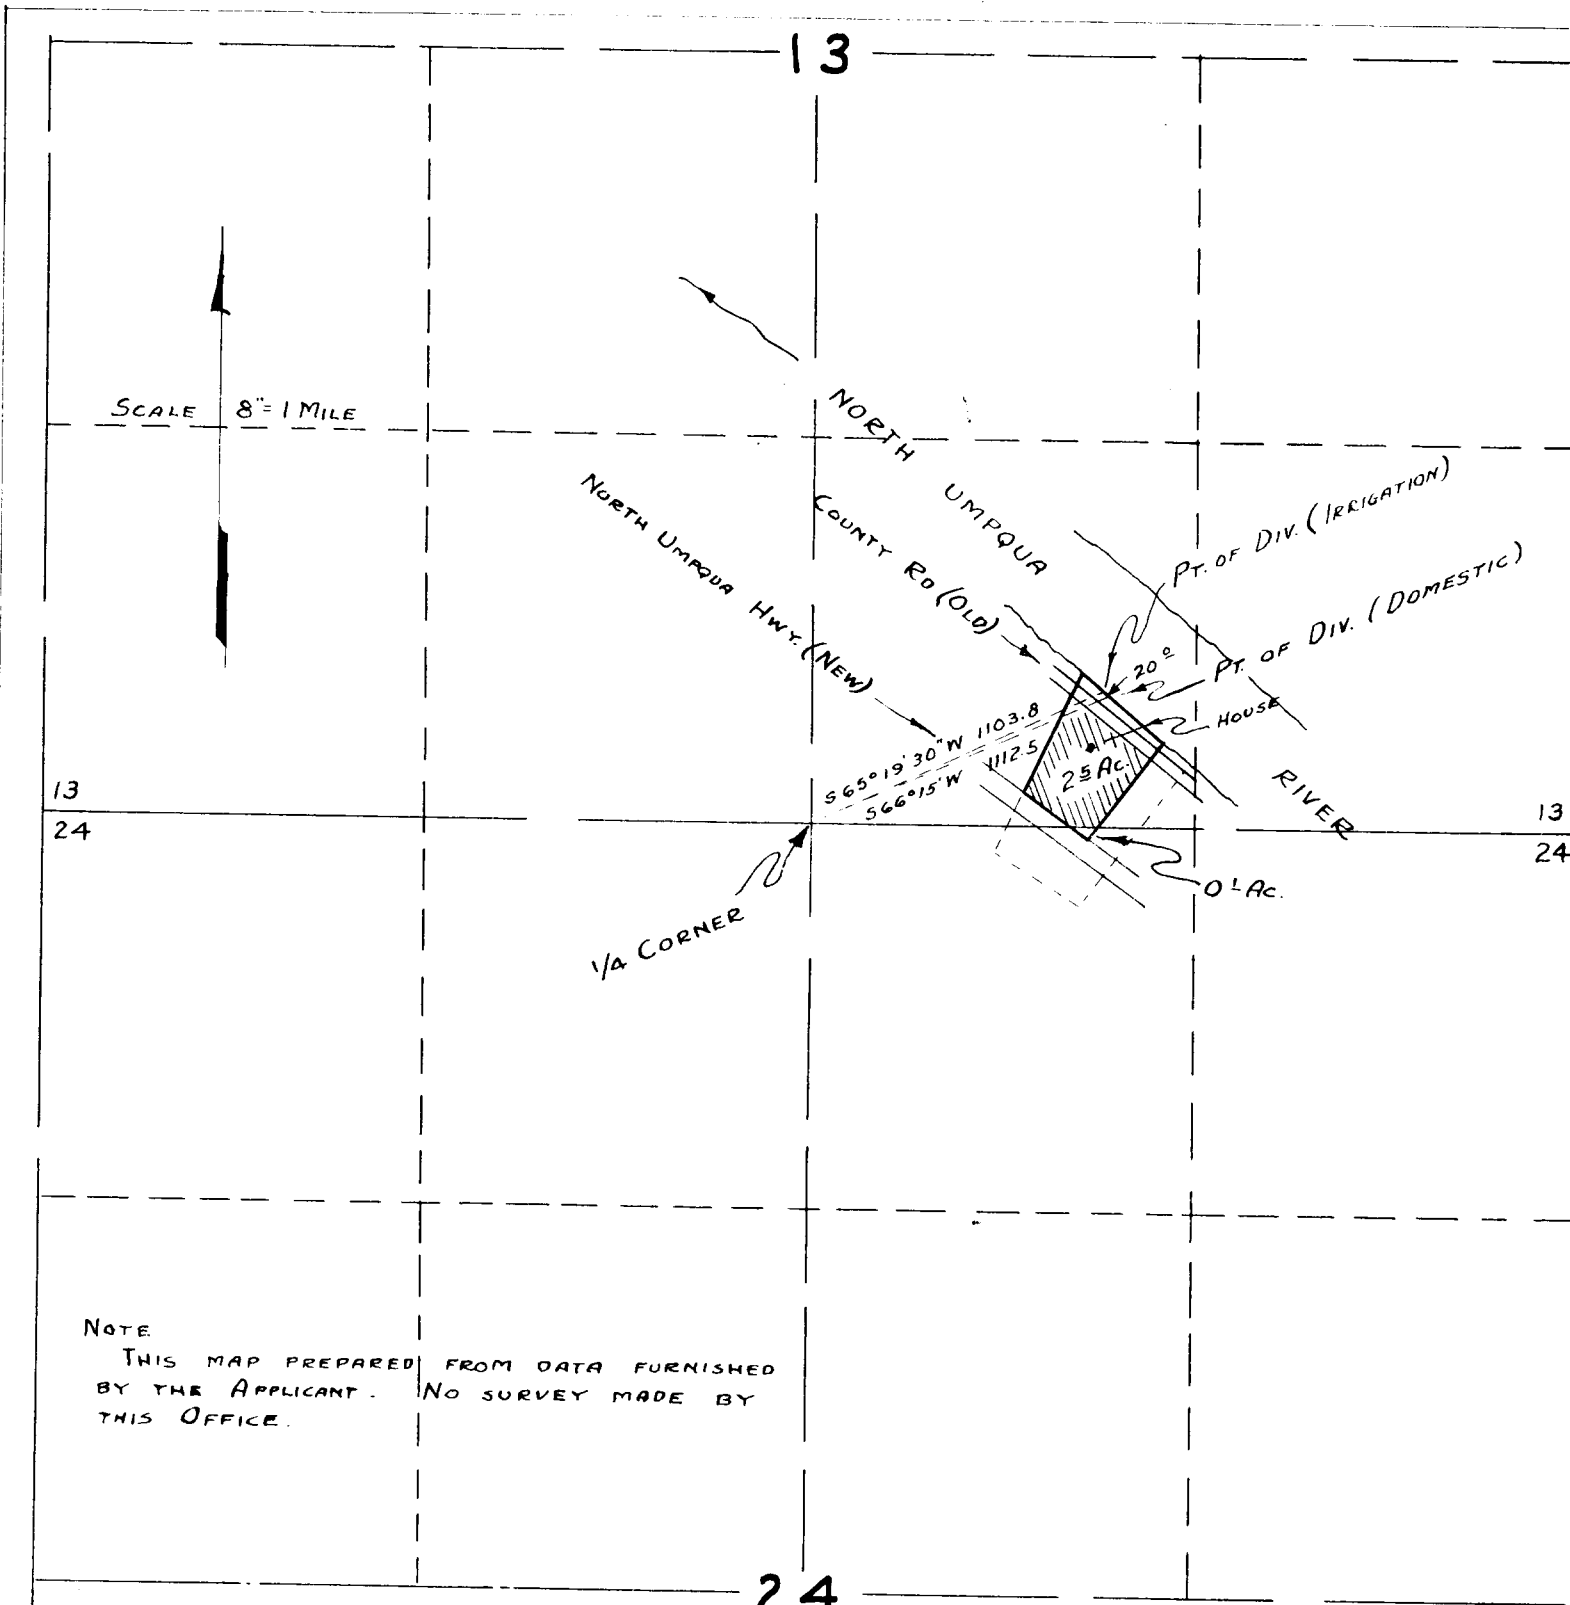 13
SCALE 8"= 1 MILE
NORTH UMPQUA RIVER
COUNTY RD (OLD)
NORTH UMPQUA HWY. (NEW)
PT. OF DIV. (IRRIGATION)
PT. OF DIV. (DOMESTIC)
20º
HOUSE
S65°19'30"W 1103.8
S66°15'W 1112.5
2 5 Ac.
13
24
13
24
0 1 Ac.
1/4 CORNER
NOTE
THIS MAP PREPARED FROM DATA FURNISHED
BY THE APPLICANT. NO SURVEY MADE BY
THIS OFFICE.
24